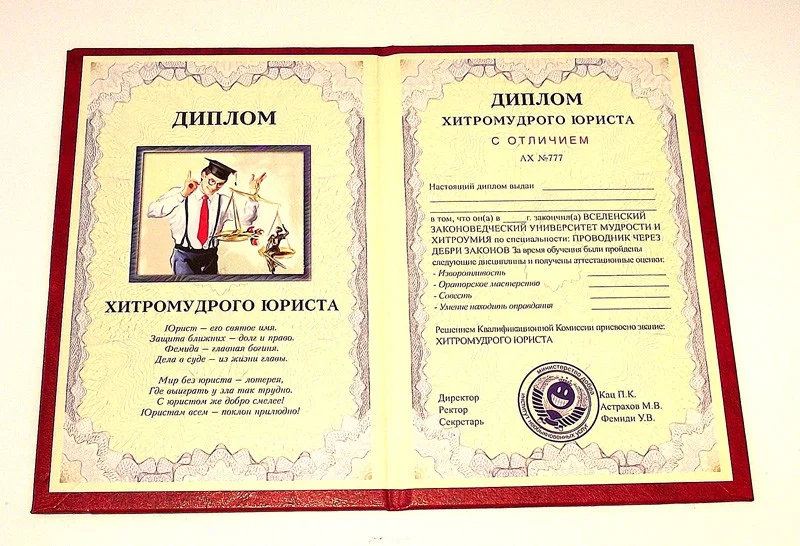 ДИПЛОМ
ХИТРОМУДРОГО ЮРИСТА
Юрист – его святое имя.
Защита ближних – долг и право.
Фемида – главная богиня.
Дела в суде – из жизни главы.
Мир без юриста – лотерея,
Где выиграть у зла так трудно.
С юристом же добро смелее!
Юристам всем – поклон прилюдно!
ДИПЛОМ
ХИТРОМУДРОГО ЮРИСТА
С ОТЛИЧИЕМ
АХ №777
Настоящий диплом выдан
в том, что он(а) в г. закончил(а) ВСЕЛЕНСКИЙ
ЗАКОНОВЕДЧЕСКИЙ УНИВЕРСИТЕТ МУДРОСТИ И
ХИТРОУМИЯ по специальности: ПРОВОДНИК ЧЕРЕЗ
ДЕБРИ ЗАКОНОВ За время обучения были пройдены
следующие дисциплины и получены аттестационные оценки:
- Изворотливость
- Ораторское мастерство
- Совесть
- Умение находить оправдания
Решением Квалификационной Комиссии присвоено звание:
ХИТРОМУДРОГО ЮРИСТА
министерство добра
Директор Кац П.К.
Ректор Астрахов М.В.
Секретарь Фемиди У.В.